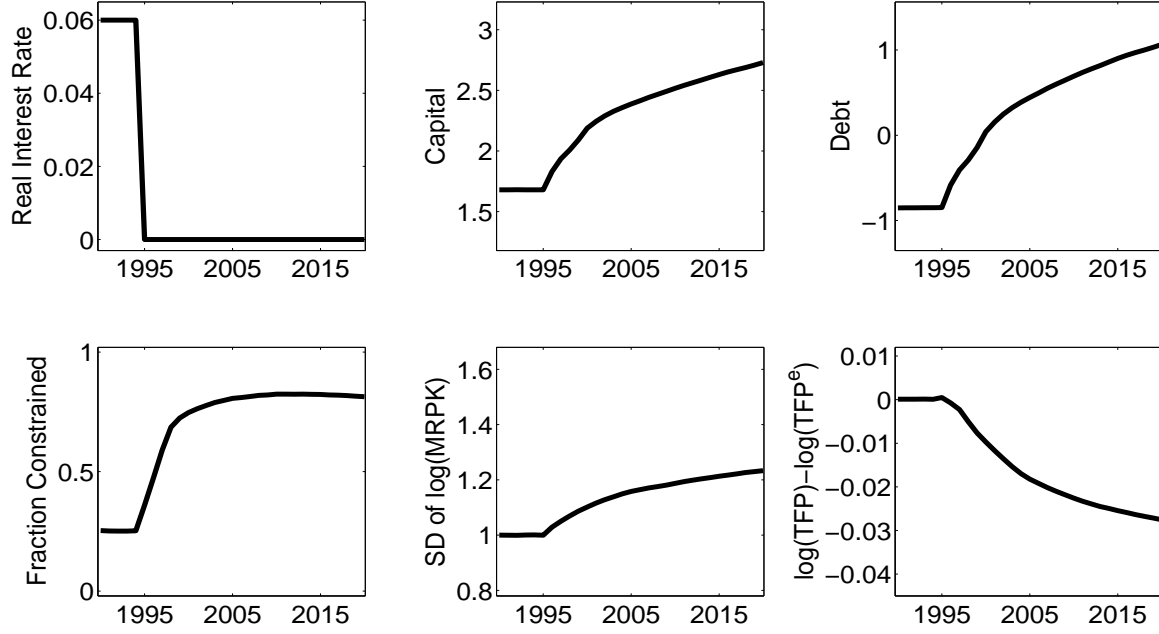 Real Interest Rate
0.06
0.04
0.02
0
1995 2005 2015
Capital
3
2.5
2
1.5
1995 2005 2015
Debt
1
0
−1
1995 2005 2015
Fraction Constrained
1
0.5
0
1995 2005 2015
SD of log(MRPK)
1.6
1.4
1.2
1
0.8
1995 2005 2015
log(TFP)−log(TFPᵉ)
0.01
0
−0.01
−0.02
−0.03
−0.04
1995 2005 2015